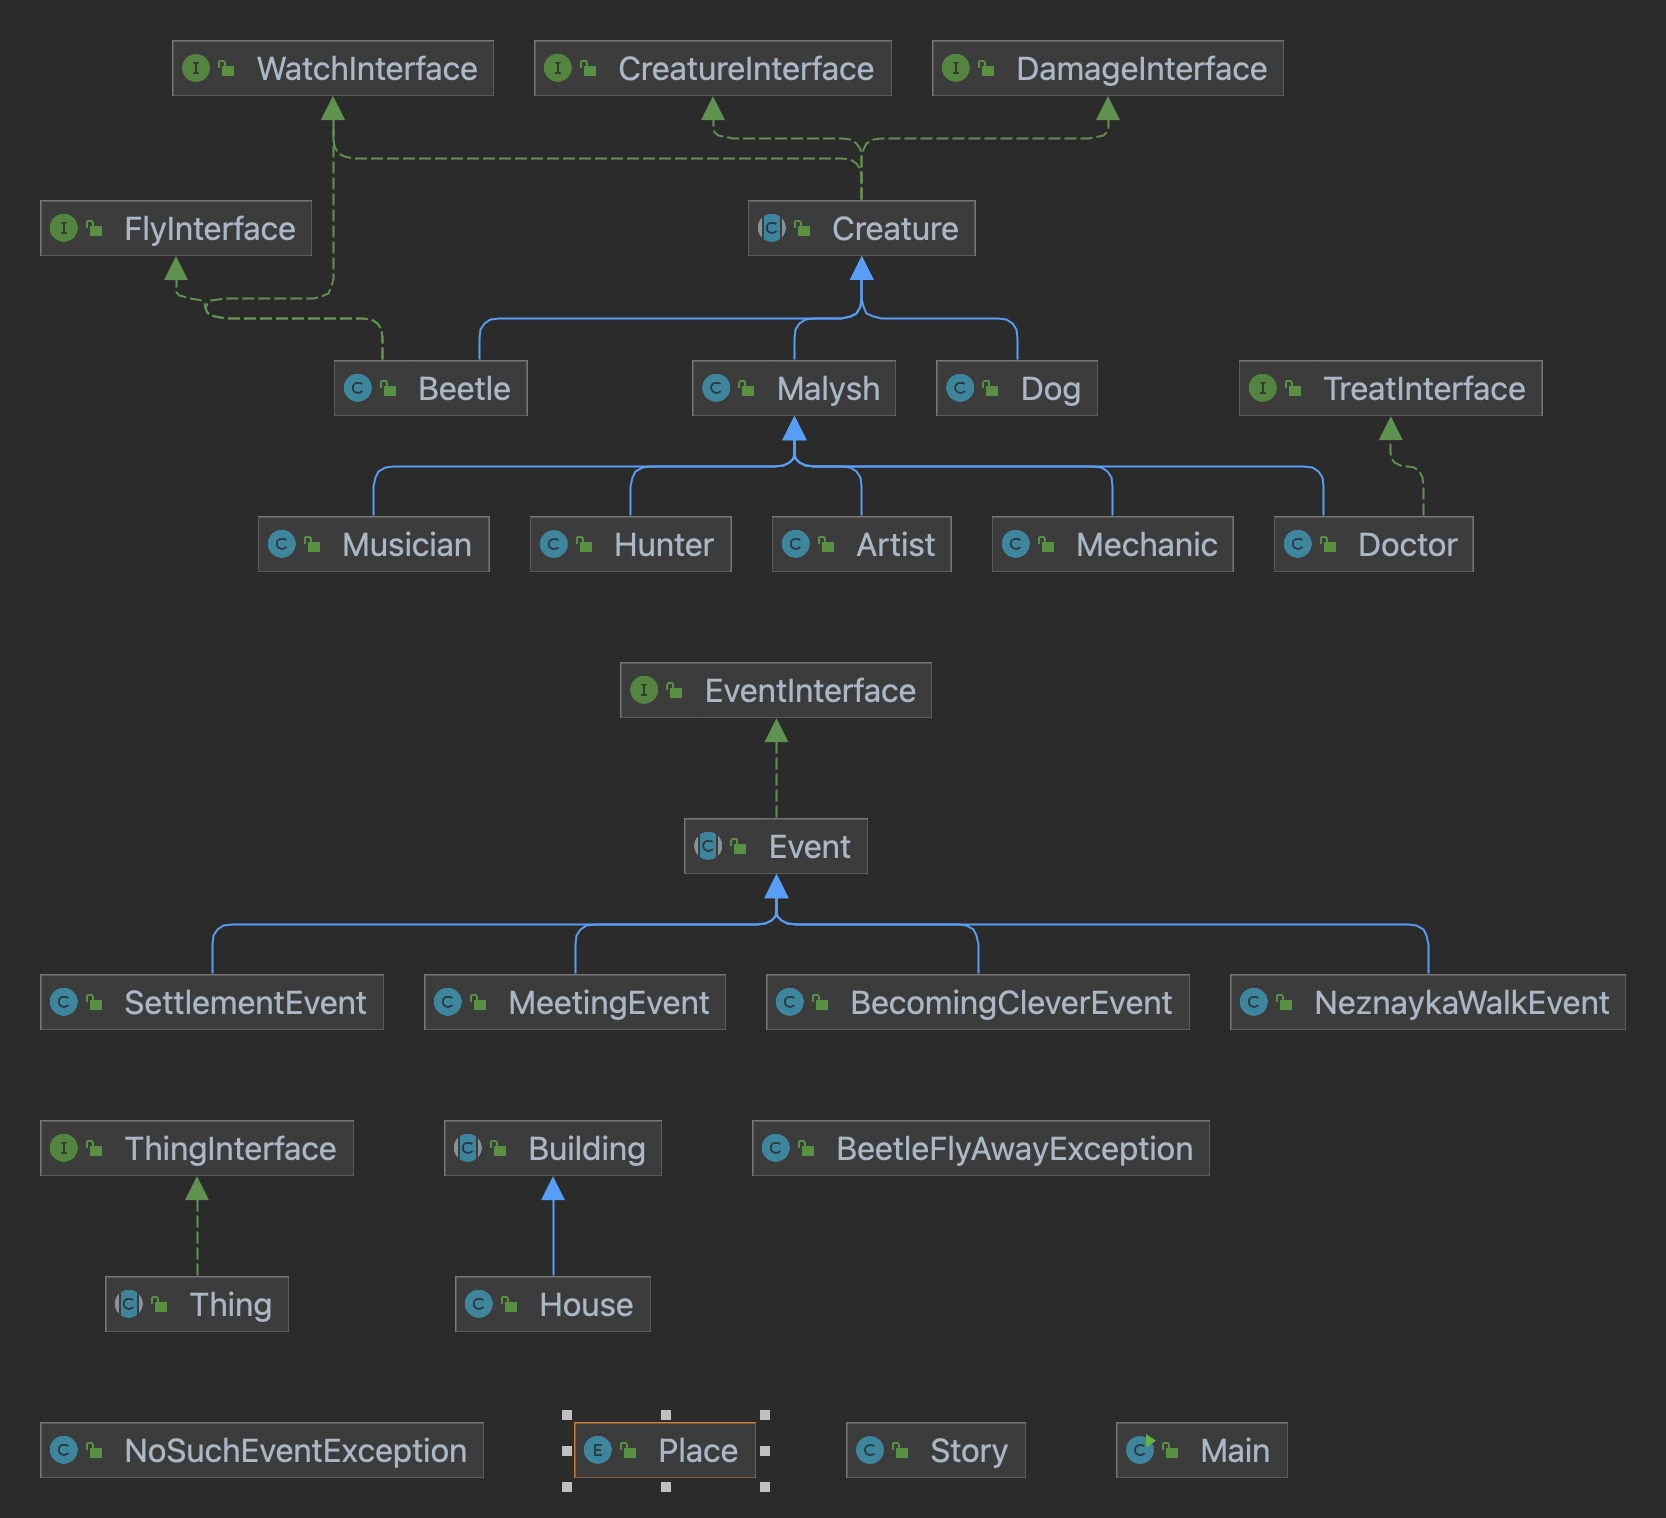 WatchInterface
CreatureInterface
DamageInterface
FlyInterface
Creature
Beetle
Malysh
Dog
TreatInterface
Musician
Hunter
Artist
Mechanic
Doctor
EventInterface
Event
SettlementEvent
MeetingEvent
BecomingCleverEvent
NeznaykaWalkEvent
ThingInterface
Building
BeetleFlyAwayException
Thing
House
NoSuchEventException
Place
Story
Main